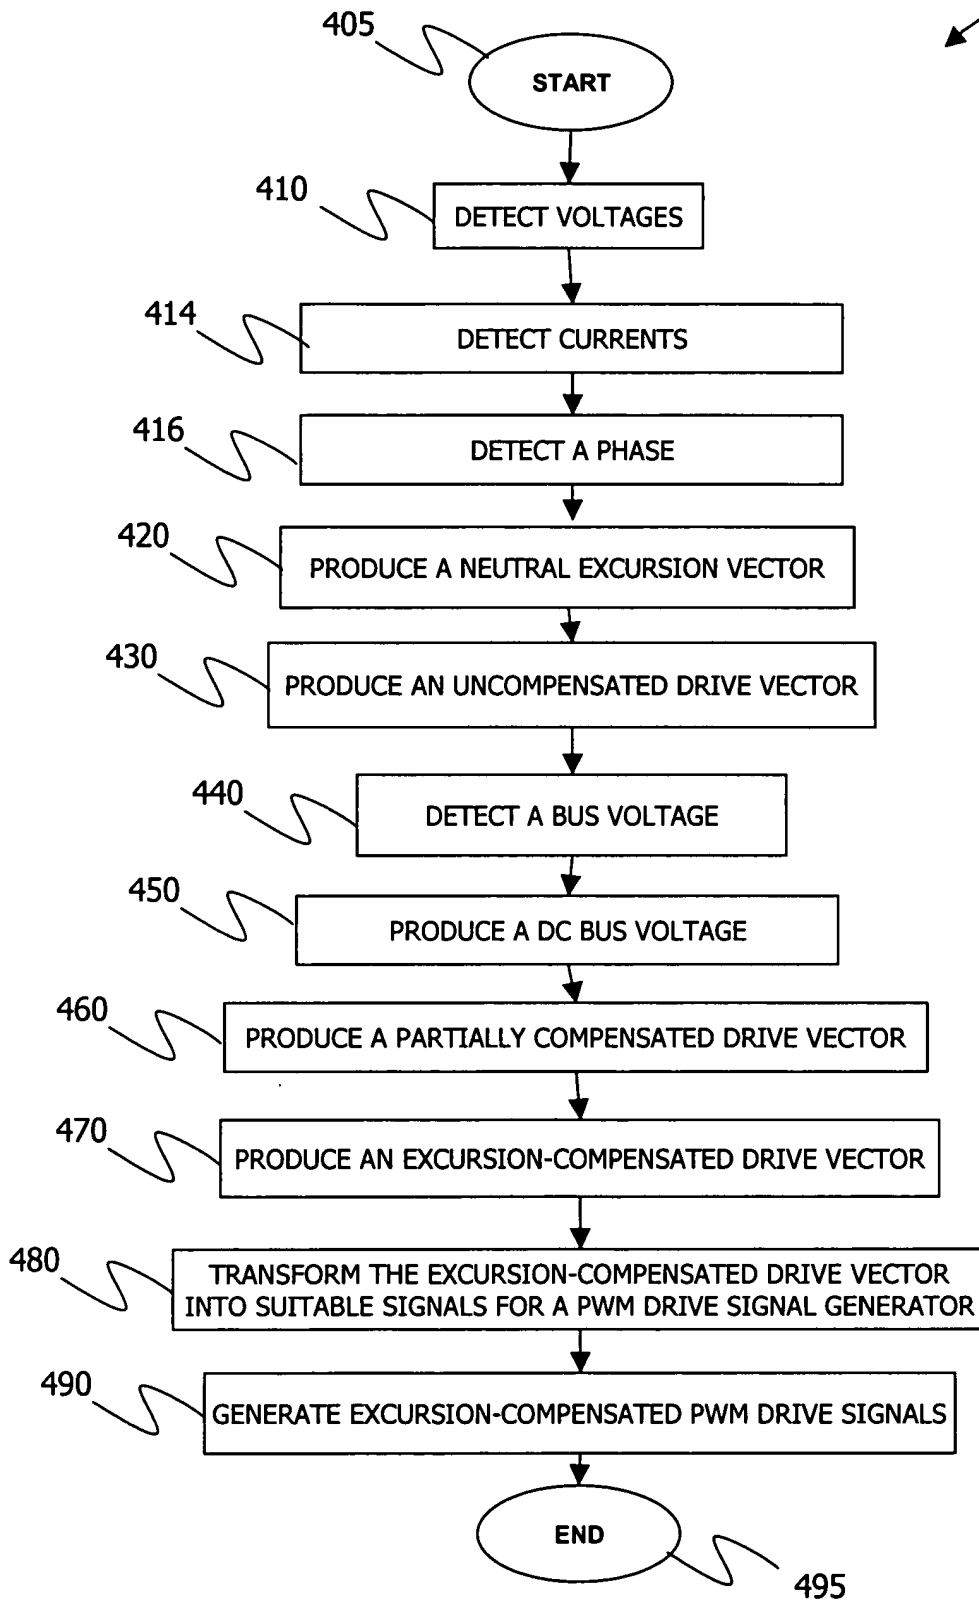 405
START
410
DETECT VOLTAGES
414
DETECT CURRENTS
416
DETECT A PHASE
420
PRODUCE A NEUTRAL EXCURSION VECTOR
430
PRODUCE AN UNCOMPENSATED DRIVE VECTOR
440
DETECT A BUS VOLTAGE
450
PRODUCE A DC BUS VOLTAGE
460
PRODUCE A PARTIALLY COMPENSATED DRIVE VECTOR
470
PRODUCE AN EXCURSION-COMPENSATED DRIVE VECTOR
480
TRANSFORM THE EXCURSION-COMPENSATED DRIVE VECTOR
INTO SUITABLE SIGNALS FOR A PWM DRIVE SIGNAL GENERATOR
490
GENERATE EXCURSION-COMPENSATED PWM DRIVE SIGNALS
END
495